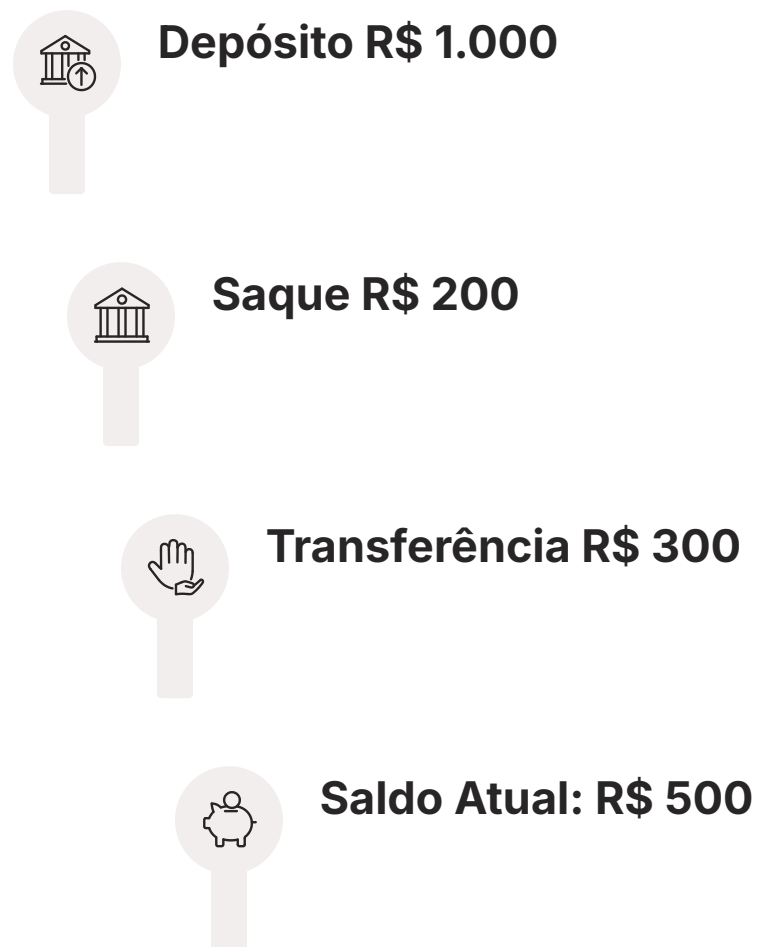 Depósito R$ 1.000
Saque R$ 200
Transferência R$ 300
Saldo Atual: R$ 500